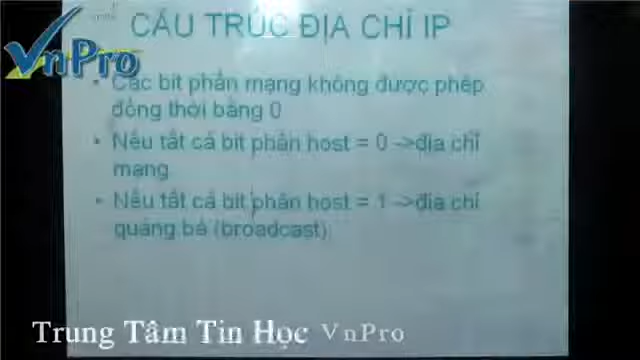 CẤU TRÚC ĐỊA CHỈ IP
VnPro
• Các bit phần mạng không được phép
đồng thời bằng 0
• Nếu tất cả bit phần host = 0 ->địa chỉ
mạng
• Nếu tất cả bit phần host = 1 ->địa chỉ
quảng bá (broadcast)
Trung Tâm Tin Học VnPro